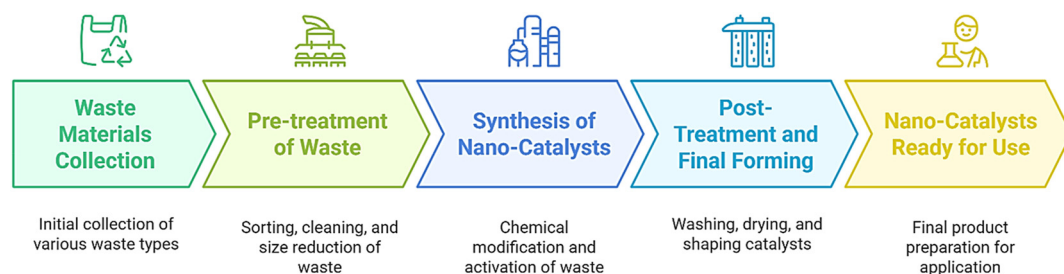 Waste
Materials
Collection
Pre-treatment
of Waste
Synthesis of
Nano-Catalysts
Post-
Treatment and
Final Forming
Nano-Catalysts
Ready for Use
Initial collection of
various waste types
Sorting, cleaning, and
size reduction of
waste
Chemical
modification and
activation of waste
Washing, drying, and
shaping catalysts
Final product
preparation for
application